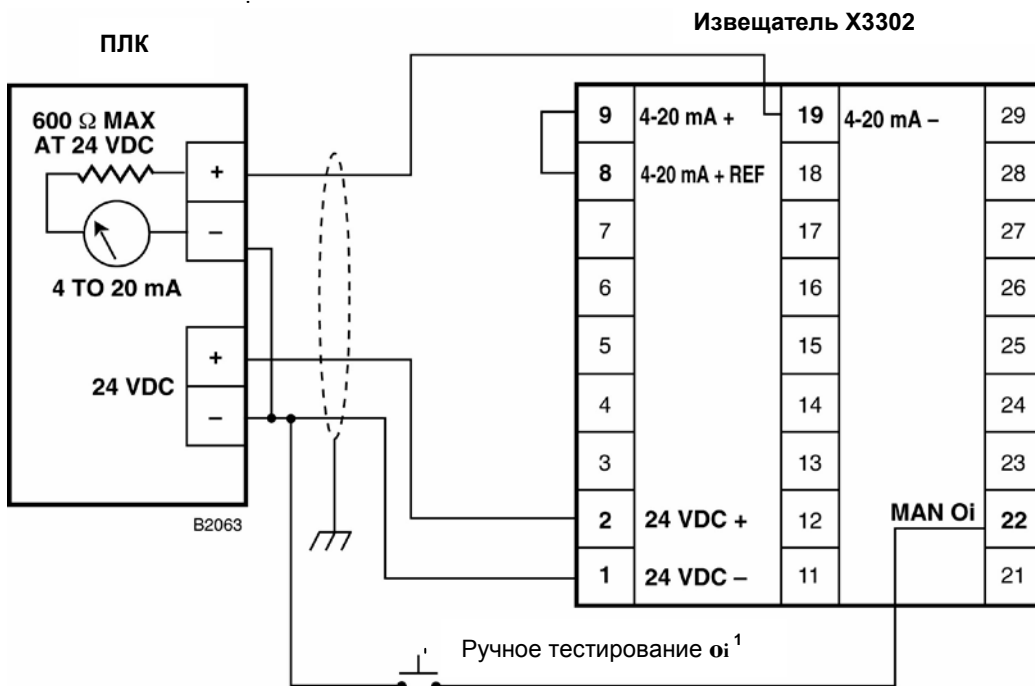 Извещатель X3302
ПЛК
600 Ω MAX
AT 24 VDC
+
–
4 TO 20 mA
+
24 VDC
–
B2063
9 4-20 mA + 19 4-20 mA – 29
8 4-20 mA + REF 18 28
7 17 27
6 16 26
5 15 25
4 14 24
3 13 23
2 24 VDC + 12 MAN Oi 22
1 24 VDC – 11 21
Ручное тестирование oi 1